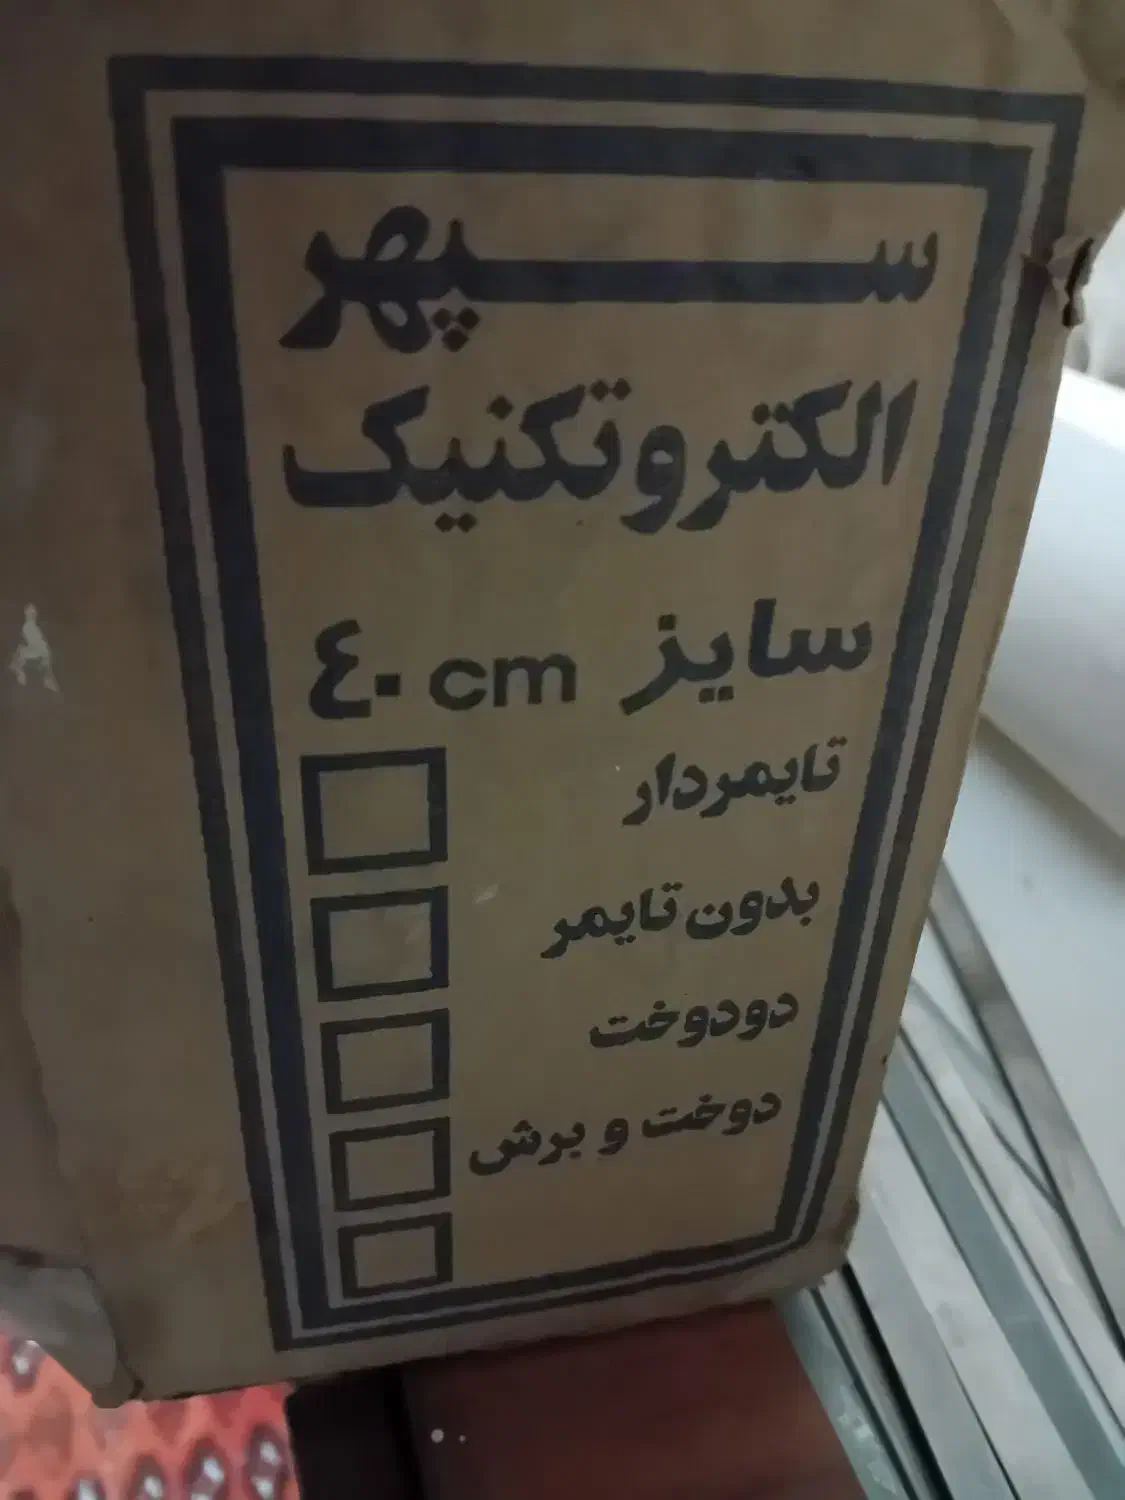 سپهر
الکتروتکنیک
سایز ٤٠ cm
تایمردار
بدون تایمر
دودوخت
دوخت و برش